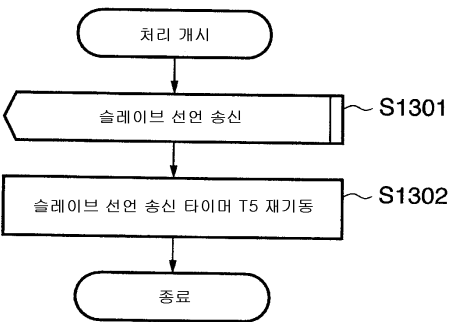 처리 개시
슬레이브 선언 송신
S1301
슬레이브 선언 송신 타이머 T5 재기동
S1302
종료